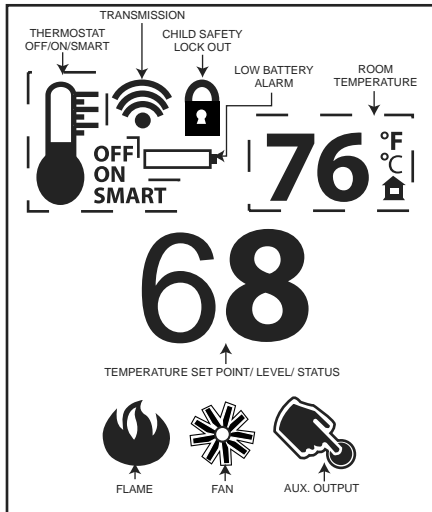 TRANSMISSION
THERMOSTAT
OFF/ON/SMART
CHILD SAFETY
LOCK OUT
LOW BATTERY
ALARM
ROOM
TEMPERATURE
OFF
ON
SMART
76
°F
°C
68
TEMPERATURE SET POINT/ LEVEL/ STATUS
FLAME
FAN
AUX. OUTPUT